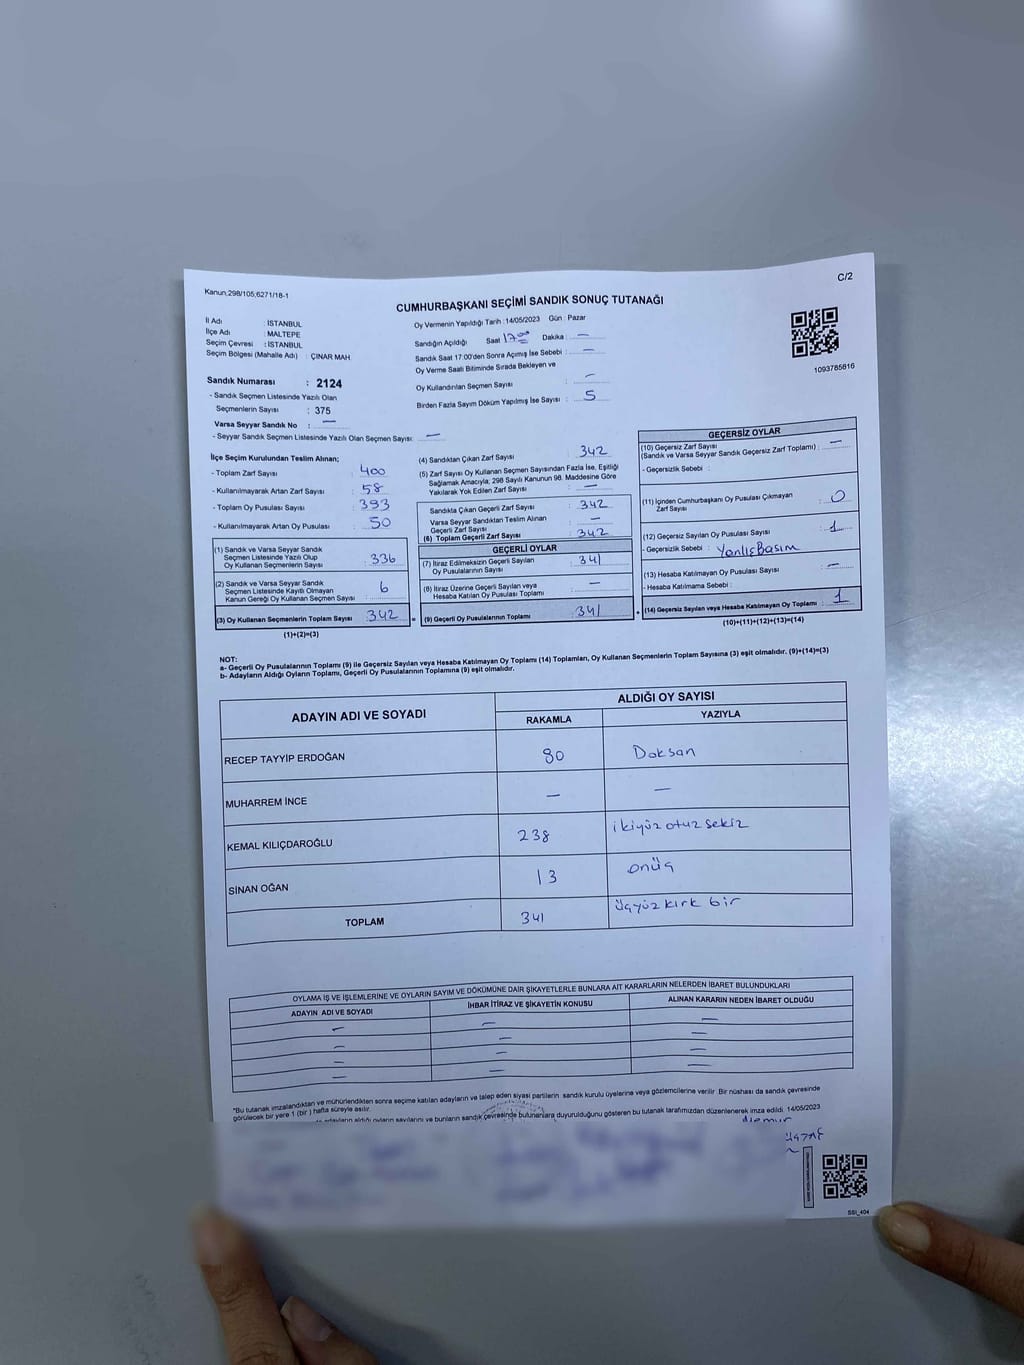 Kanun.298/105,6271/18-1
C/2
CUMHURBAŞKANI SEÇİMİ SANDIK SONUÇ TUTANAĞI
İl Adı : İSTANBUL
İlçe Adı : MALTEPE
Seçim Çevresi : İSTANBUL
Seçim Bölgesi (Mahalle Adı) : ÇINAR MAH
Oy Vermenin Yapıldığı Tarih :14/05/2023 Gün : Pazar
Sandığın Açıldığı Saat 17:00 Dakika : —
Sandık Saat 17:00'den Sonra Açımış İse Sebebi : —
Oy Verme Saati Bitiminde Sırada Bekleyen ve
Oy Kullandırılan Seçmen Sayısı : —
Birden Fazla Sayım Döküm Yapılmış İse Sayısı : 5
1093785816
Sandık Numarası : 2124
- Sandık Seçmen Listesinde Yazılı Olan
Seçmenlerin Sayısı : 375
Varsa Seyyar Sandık No : —
- Seyyar Sandık Seçmen Listesinde Yazılı Olan Seçmen Sayısı: —
İlçe Seçim Kurulundan Teslim Alınan;
- Toplam Zarf Sayısı : 400
- Kullanılmayarak Artan Zarf Sayısı : 58
- Toplam Oy Pusulası Sayısı : 393
- Kullanılmayarak Artan Oy Pusulası : 50
(1) Sandık ve Varsa Seyyar Sandık
Seçmen Listesinde Yazılı Olup
Oy Kullanan Seçmenlerin Sayısı : 336
(2) Sandık ve Varsa Seyyar Sandık
Seçmen Listesinde Kayıtlı Olmayan
Kanun Gereği Oy Kullanan Seçmen Sayısı : 6
(3) Oy Kullanan Seçmenlerin Toplam Sayısı : 342
(1)+(2)=(3)
(4) Sandıktan Çıkan Zarf Sayısı : 342
(5) Zarf Sayısı Oy Kullanan Seçmen Sayısından Fazla İse, Eşitliği
Sağlamak Amacıyla; 298 Sayılı Kanunun 98. Maddesine Göre
Yakılarak Yok Edilen Zarf Sayısı : —
Sandıkta Çıkan Geçerli Zarf Sayısı : 342
Varsa Seyyar Sandıktan Teslim Alınan
Geçerli Zarf Sayısı : —
(6) Toplam Geçerli Zarf Sayısı : 342
GEÇERLİ OYLAR
(7) İtiraz Edilmeksizin Geçerli Sayılan
Oy Pusulalarının Sayısı : 341
(8) İtiraz Üzerine Geçerli Sayılan veya
Hesaba Katılan Oy Pusulası Toplamı : —
(9) Geçerli Oy Pusulalarının Toplamı : 341
GEÇERSİZ OYLAR
(10) Geçersiz Zarf Sayısı
(Sandık ve Varsa Seyyar Sandık Geçersiz Zarf Toplamı) : —
- Geçersizlik Sebebi :
(11) İçinden Cumhurbaşkanı Oy Pusulası Çıkmayan
Zarf Sayısı : 0
(12) Geçersiz Sayılan Oy Pusulası Sayısı : 1
- Geçersizlik Sebebi : Yanlış Basım
(13) Hesaba Katılmayan Oy Pusulası Sayısı : —
- Hesaba Katılmama Sebebi :
(14) Geçersiz Sayılan veya Hesaba Katılmayan Oy Toplamı : 1
(10)+(11)+(12)+(13)=(14)
NOT:
a- Geçerli Oy Pusulalarının Toplamı (9) ile Geçersiz Sayılan veya Hesaba Katılmayan Oy Toplamı (14) Toplamları, Oy Kullanan Seçmenlerin Toplam Sayısına (3) eşit olmalıdır. (9)+(14)=(3)
b- Adayların Aldığı Oyların Toplamı, Geçerli Oy Pusulalarının Toplamına (9) eşit olmalıdır.
ADAYIN ADI VE SOYADI ALDIĞI OY SAYISI
RAKAMLA YAZIYLA
RECEP TAYYİP ERDOĞAN 90 Doksan
MUHARREM İNCE — —
KEMAL KILIÇDAROĞLU 238 ikiyüzotuzsekiz
SİNAN OĞAN 13 onüç
TOPLAM 341 üçyüzkırk bir
OYLAMA İŞ VE İŞLEMLERİNE VE OYLARIN SAYIM VE DÖKÜMÜNE DAİR ŞİKAYETLERLE BUNLARA AİT KARARLARIN NELERDEN İBARET BULUNDUKLARI
ADAYIN ADI VE SOYADI İHBAR İTİRAZ VE ŞİKAYETİN KONUSU ALINAN KARARIN NEDEN İBARET OLDUĞU
— — —
— — —
— — —
— — —
*Bu tutanak imzalandıktan ve mühürlendikten sonra seçime katılan adayların ve talep eden siyasi partilerin sandık kurulu üyelerine veya gözlemcilerine verilir. Bir nüshası da sandık çevresinde
görülecek bir yere 1 (bir ) hafta süreyle asılır.
adayların aldığı oyların sayılarını ve bunların sandık çevresinde bulunanlara duyurulduğunu gösteren bu tutanak tarafımızdan düzenlenerek imza edildi. 14/05/2023
SSI_404